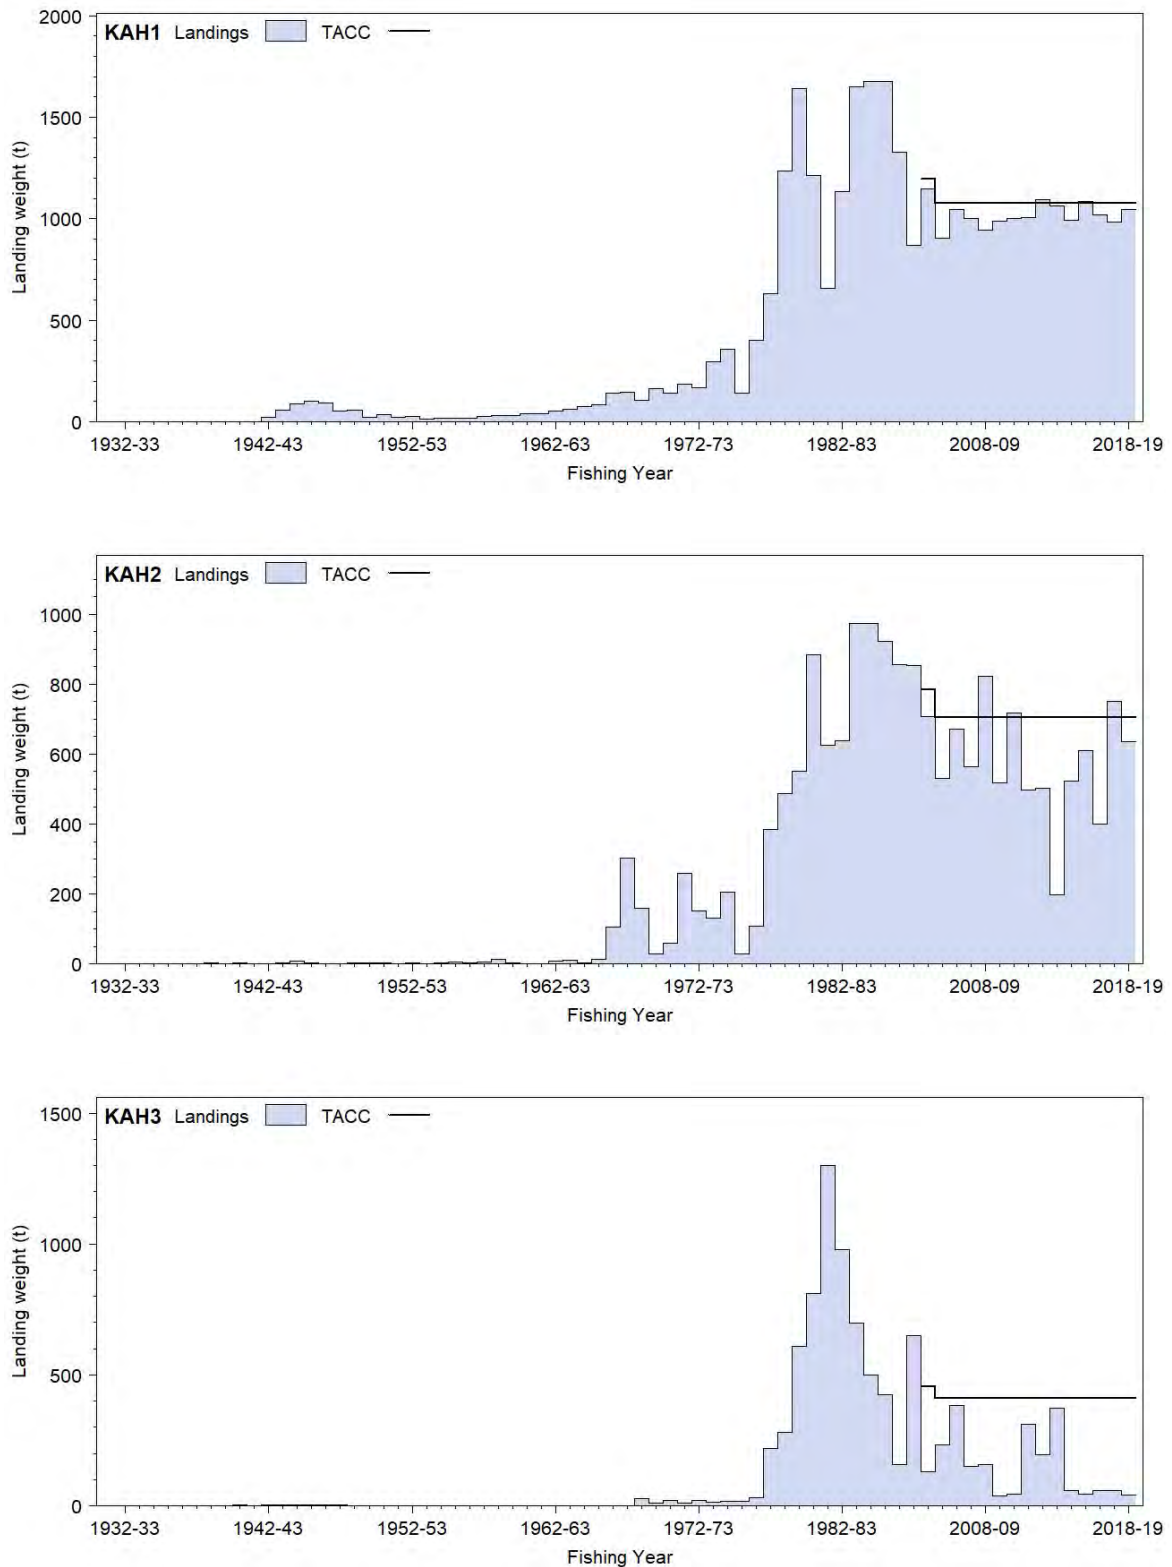 KAH1 Landings TACC
2000
1500
1000
500
0
Landing weight (t)
1932-33 1942-43 1952-53 1962-63 1972-73 1982-83 2008-09 2018-19
Fishing Year
KAH2 Landings TACC
1000
800
600
400
200
0
Landing weight (t)
1932-33 1942-43 1952-53 1962-63 1972-73 1982-83 2008-09 2018-19
Fishing Year
KAH3 Landings TACC
1500
1000
500
0
Landing weight (t)
1932-33 1942-43 1952-53 1962-63 1972-73 1982-83 2008-09 2018-19
Fishing Year